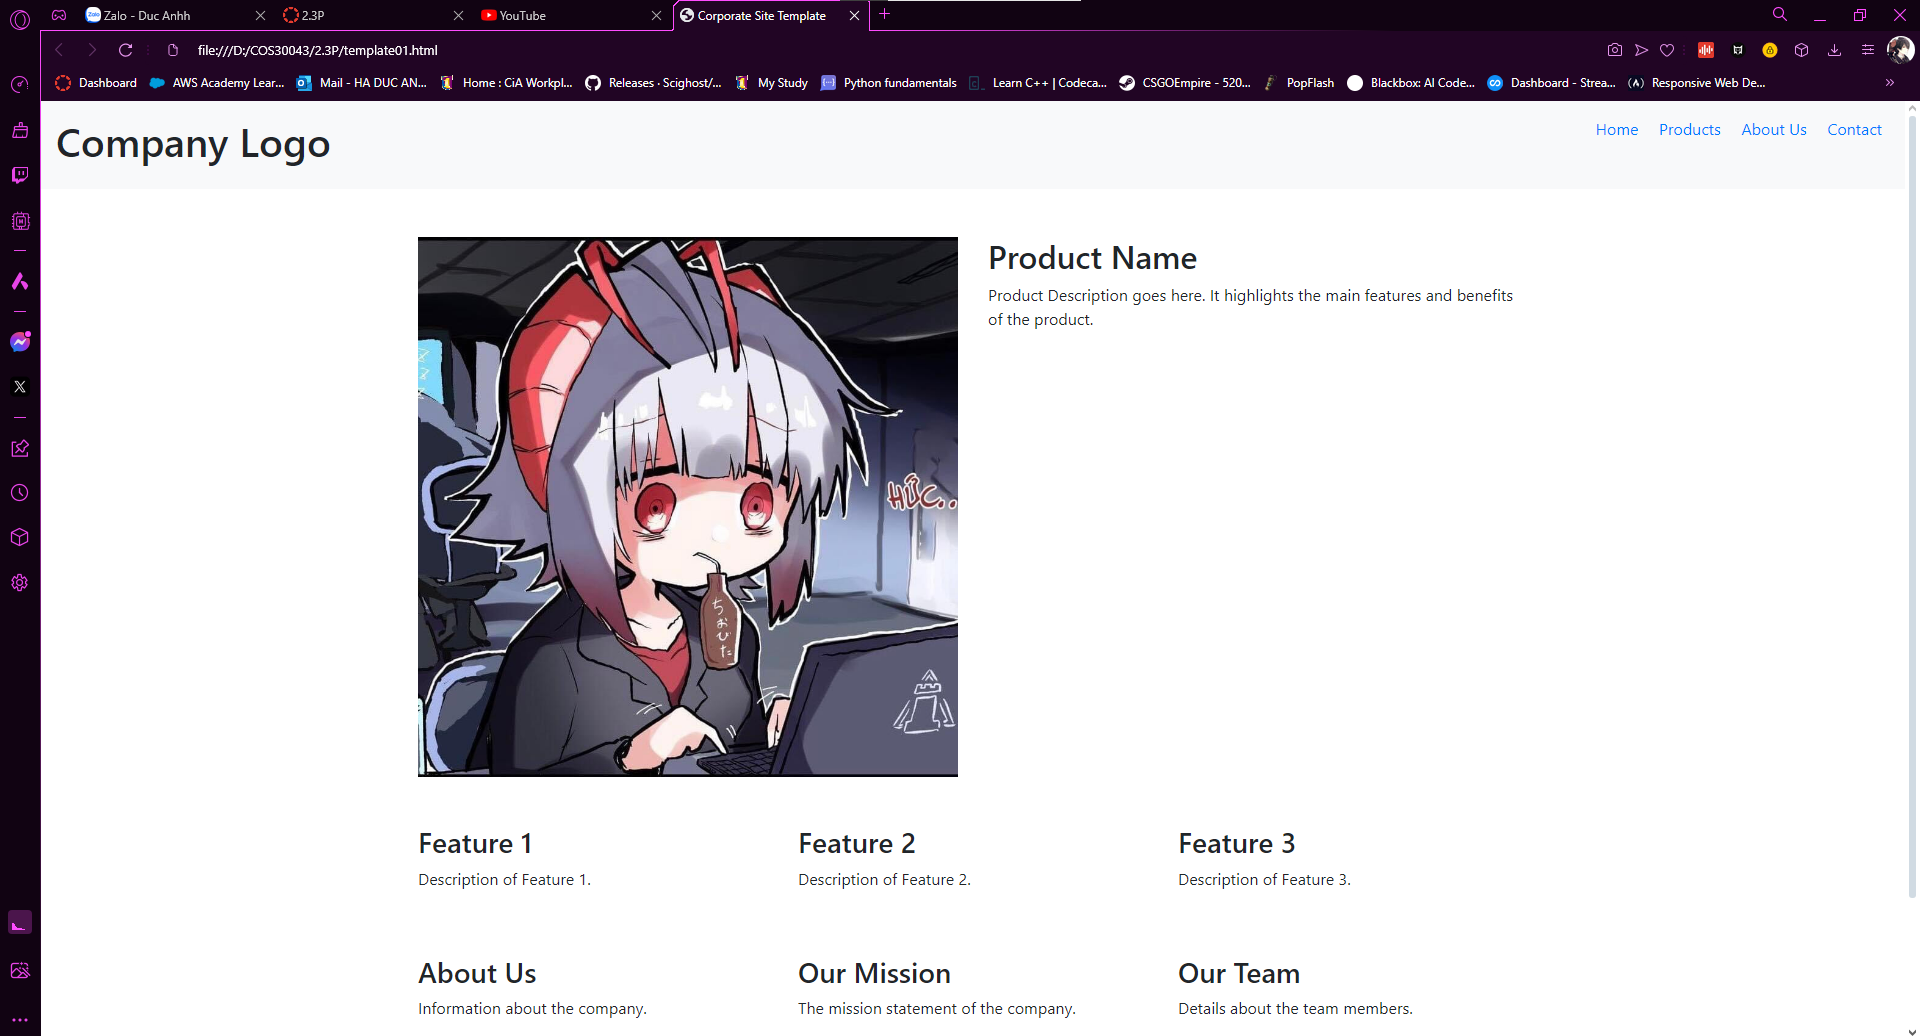 Zalo - Duc Anhh
2.3P
YouTube
Corporate Site Template
file:///D:/COS30043/2.3P/template01.html
Dashboard
AWS Academy Lear...
Mail - HA DUC AN...
Home : CiA Workpl...
Releases · Scighost/...
My Study
Python fundamentals
Learn C++ | Codeca...
CSGOEmpire - 520...
PopFlash
Blackbox: AI Code...
Dashboard - Strea...
Responsive Web De...
Company Logo
Home
Products
About Us
Contact
HỨC..
ちおびた
Product Name
Product Description goes here. It highlights the main features and benefits
of the product.
Feature 1
Description of Feature 1.
Feature 2
Description of Feature 2.
Feature 3
Description of Feature 3.
About Us
Information about the company.
Our Mission
The mission statement of the company.
Our Team
Details about the team members.